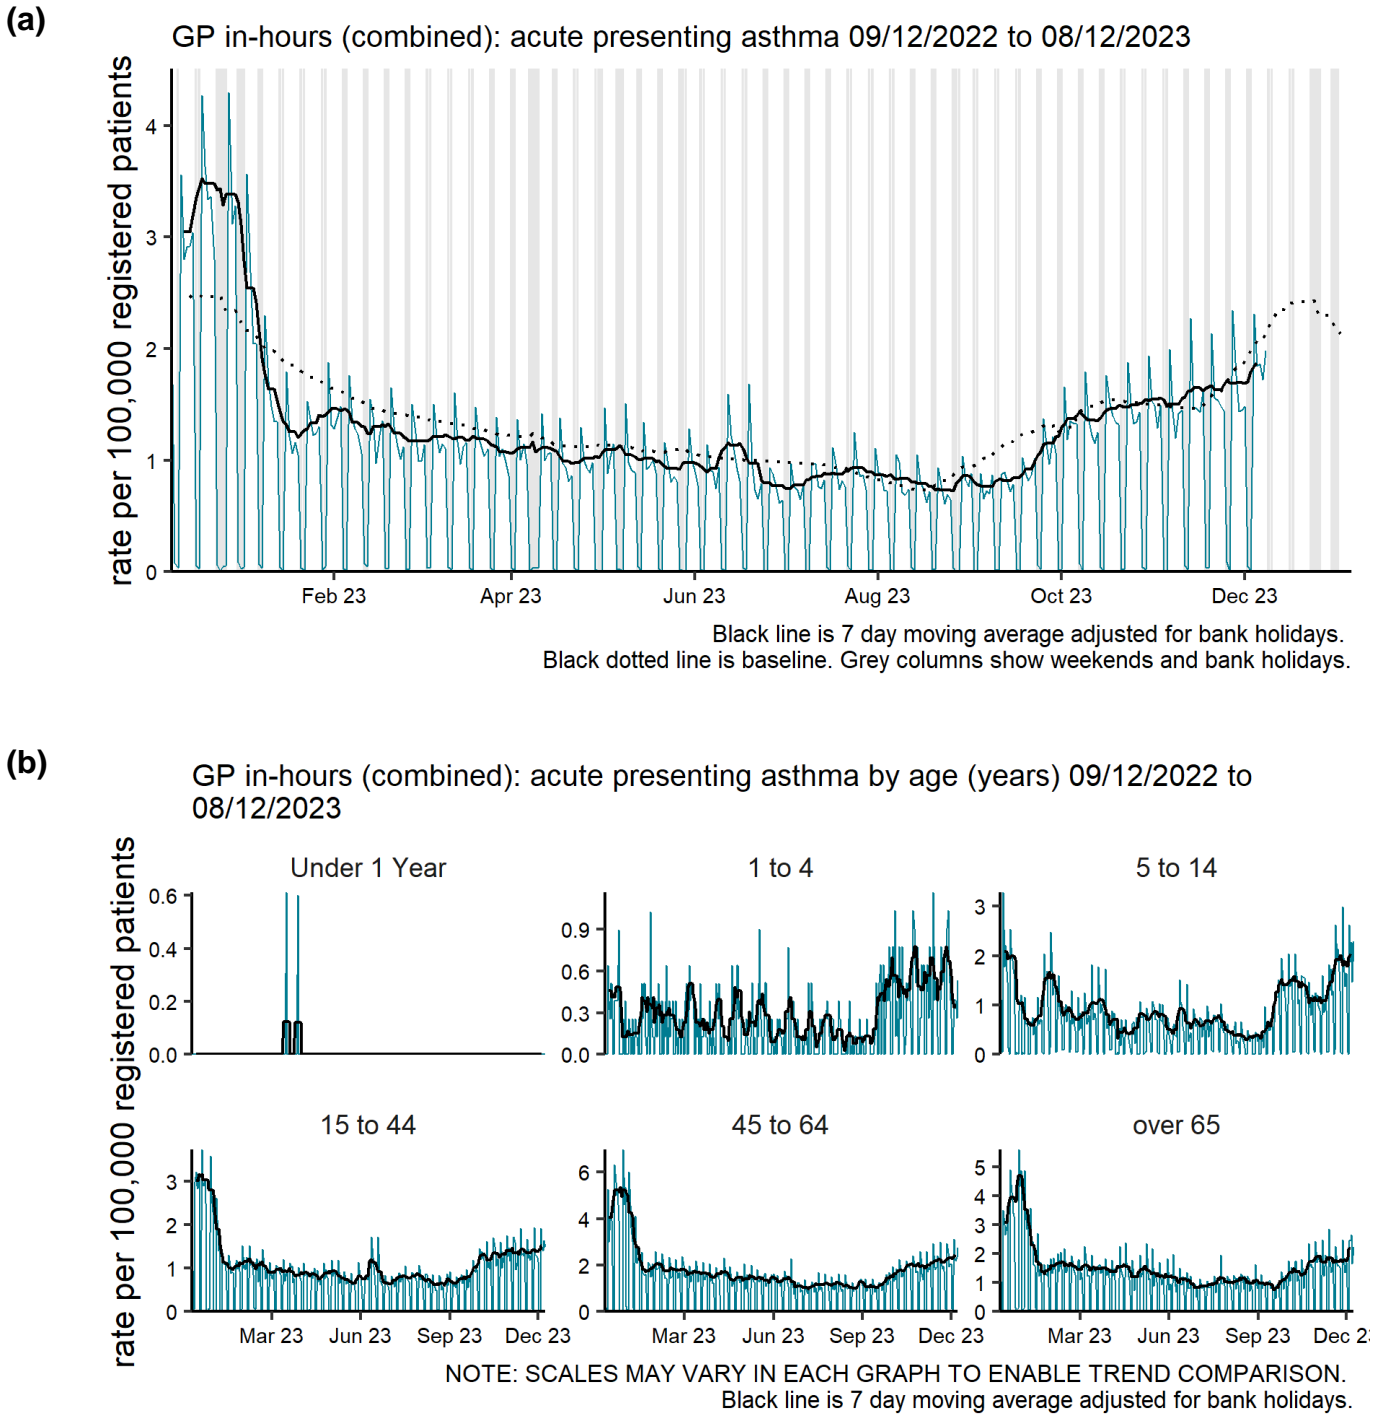 (a)
GP in-hours (combined): acute presenting asthma 09/12/2022 to 08/12/2023
rate per 100,000 registered patients
4
3
2
1
0
Feb 23 Apr 23 Jun 23 Aug 23 Oct 23 Dec 23
Black line is 7 day moving average adjusted for bank holidays.
Black dotted line is baseline. Grey columns show weekends and bank holidays.
(b)
GP in-hours (combined): acute presenting asthma by age (years) 09/12/2022 to
08/12/2023
rate per 100,000 registered patients
Under 1 Year
0.6
0.4
0.2
0.0
1 to 4
0.9
0.6
0.3
0.0
5 to 14
3
2
1
0
15 to 44
3
2
1
0
Mar 23 Jun 23 Sep 23 Dec 23
45 to 64
6
4
2
0
Mar 23 Jun 23 Sep 23 Dec 23
over 65
5
4
3
2
1
0
Mar 23 Jun 23 Sep 23 Dec 2
NOTE: SCALES MAY VARY IN EACH GRAPH TO ENABLE TREND COMPARISON.
Black line is 7 day moving average adjusted for bank holidays.